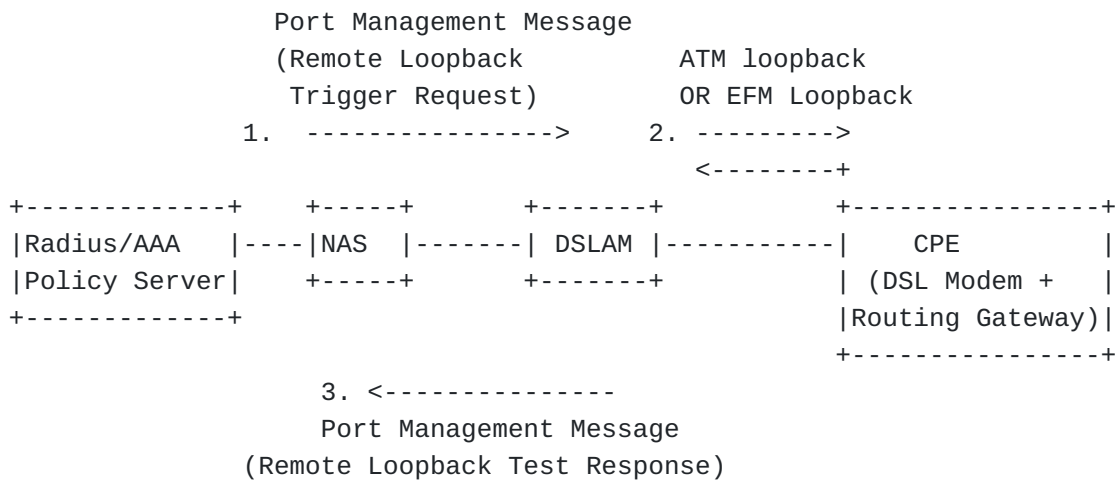 Port Management Message
(Remote Loopback ATM loopback
Trigger Request) OR EFM Loopback
1. ----------------> 2. --------->
<--------+
+-------------+ +-----+ +-------+ +----------------+
|Radius/AAA |----|NAS |-------| DSLAM |-----------| CPE |
|Policy Server| +-----+ +-------+ | (DSL Modem + |
+-------------+ |Routing Gateway)|
+----------------+
3. <---------------
Port Management Message
(Remote Loopback Test Response)